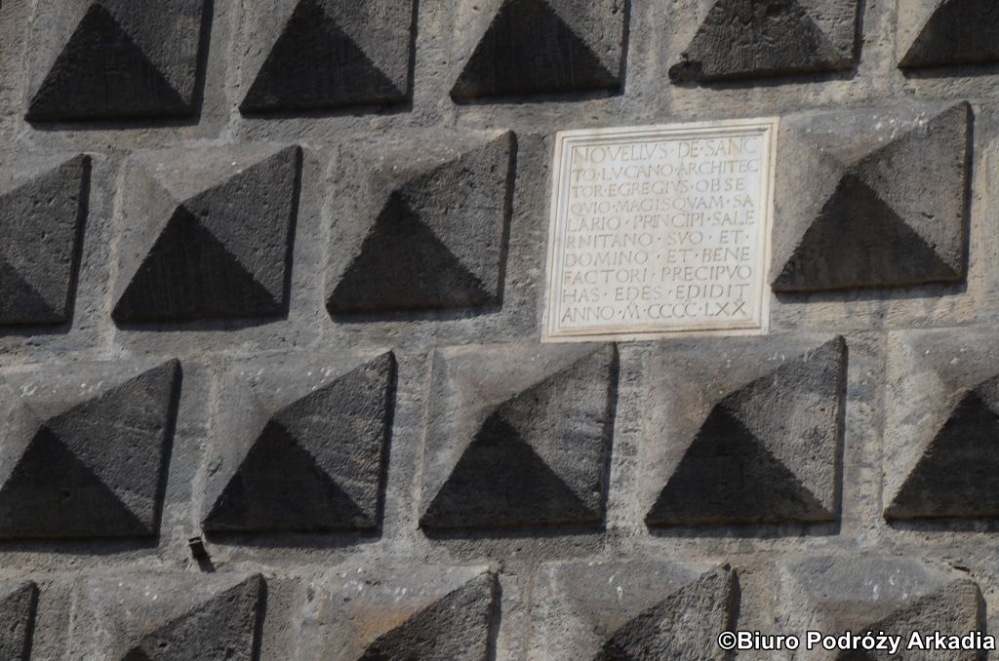 NOVELLVS · DE · SANC
TO · LVCANO · ARCHITEC
TOR · EGREGIVS · OBSE
QVIO · MAGISQVAM · SA
LARIO · PRINCIPI · SALE
RNITANO · SVO · ET ·
DOMINO · ET · BENE
FACTORI · PRECIPVO
HAS · EDES · EDIDIT
ANNO · M · CCCC · LXX
©Biuro Podróży Arkadia